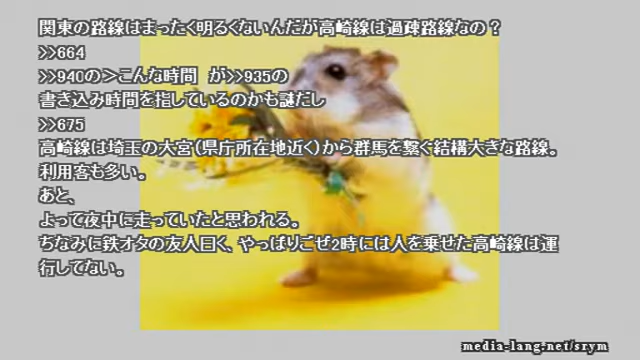 関東の路線はまったく明るくないんだが高崎線は過疎路線なの？
>>664
>>940の＞こんな時間　が>>935の
書き込み時間を指しているのかも謎だし
>>675
高崎線は埼玉の大宮（県庁所在地近く）から群馬を繋ぐ結構大きな路線。
利用客も多い。
あと、
よって夜中に走っていたと思われる。
ちなみに鉄オタの友人曰く、やっぱりごぜ2時には人を乗せた高崎線は運
行してない。
media-lang.net/srym